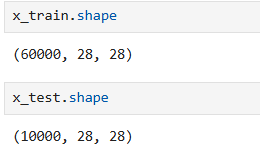 x_train.shape
(60000, 28, 28)
x_test.shape
(10000, 28, 28)